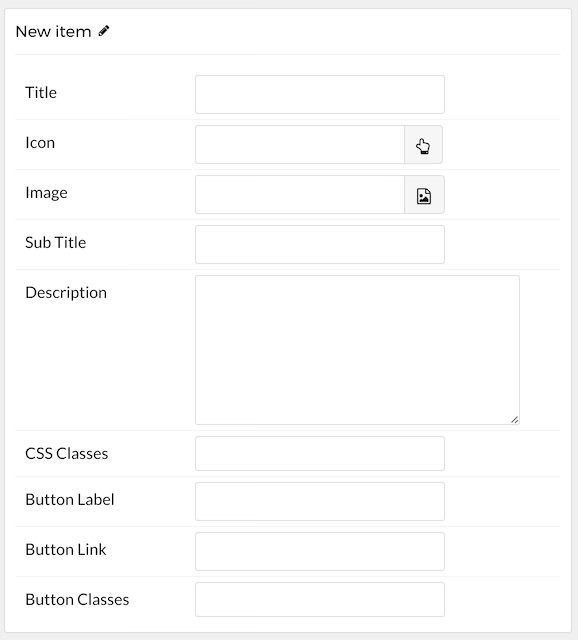 New item
Title
Icon
Image
Sub Title
Description
CSS Classes
Button Label
Button Link
Button Classes